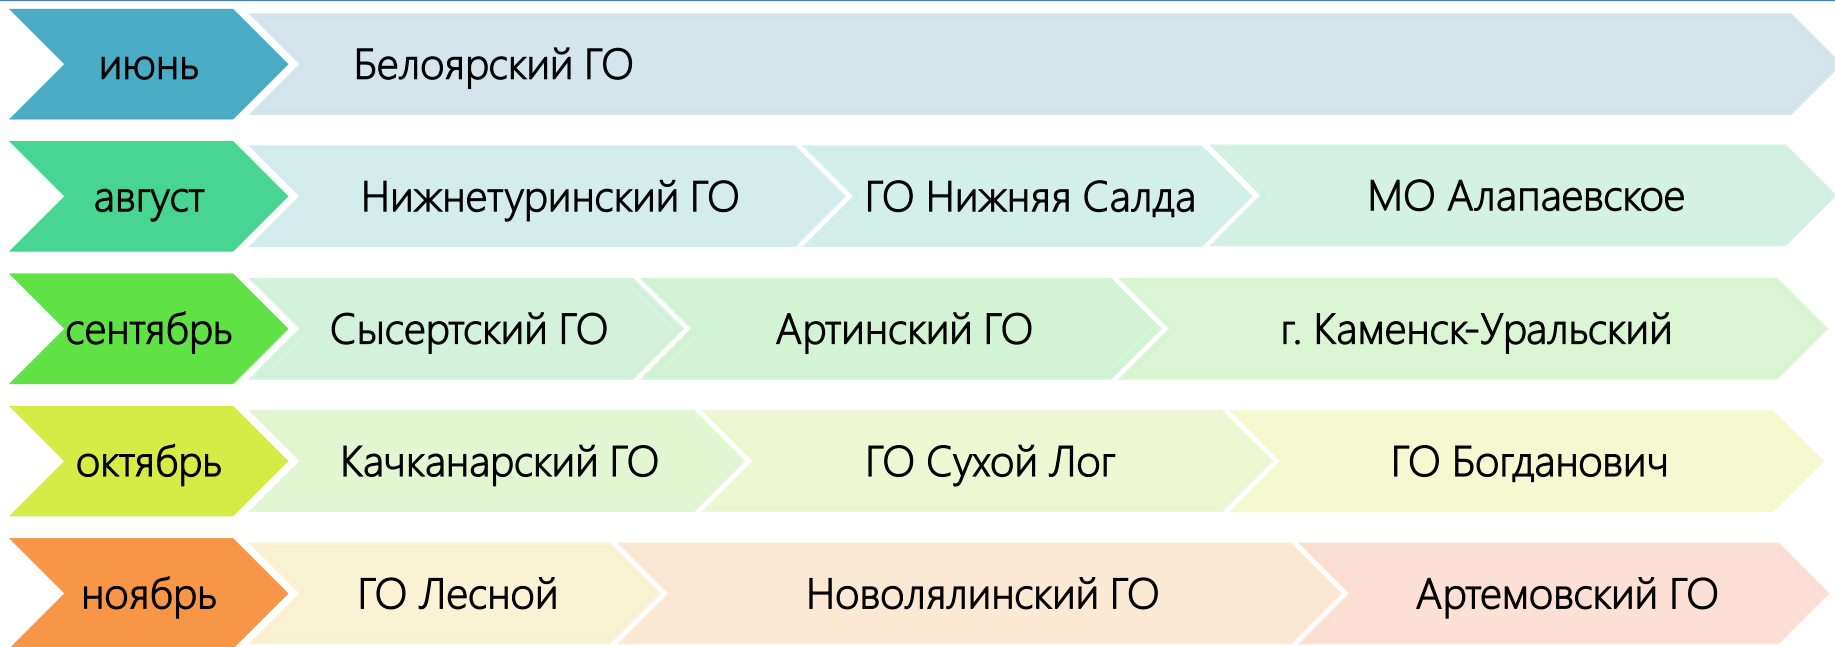 июнь Белоярский ГО
август Нижнетуринский ГО ГО Нижняя Салда МО Алапаевское
сентябрь Сысертский ГО Артинский ГО г. Каменск-Уральский
октябрь Качканарский ГО ГО Сухой Лог ГО Богданович
ноябрь ГО Лесной Новолялинский ГО Артемовский ГО